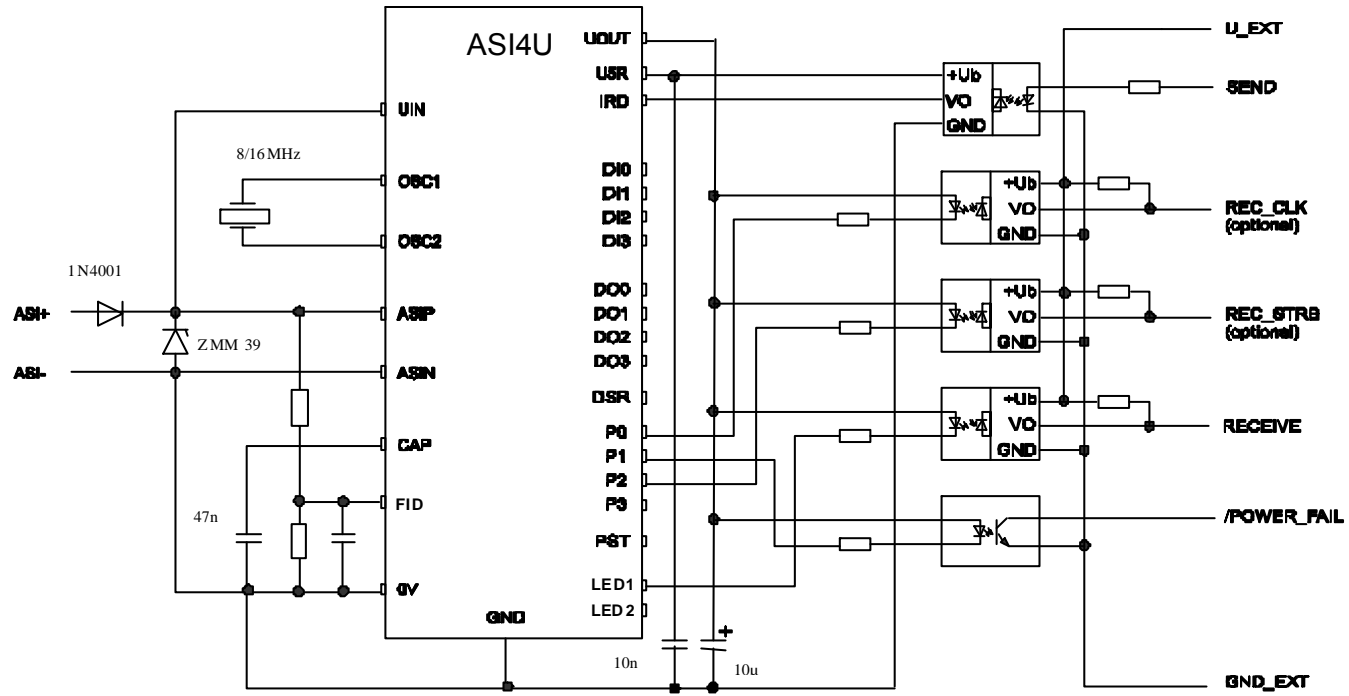 ASI4U
UOUT
U5R
IRD
UIN
8/16MHz
OSC1
OSC2
1N4001
ASI+
ASI-
ZMM 39
ASIP
ASIN
CAP
FID
47n
0V
GND
DI0
DI1
DI2
DI3
DO0
DO1
DO2
DO3
DSR
P0
P1
P2
P3
PST
LED1
LED2
10n
+
10u
+Ub
VO
GND
+Ub
VO
GND
+Ub
VO
GND
+Ub
VO
GND
U_EXT
SEND
REC_CLK
(optional)
REC_STRB
(optional)
RECEIVE
/POWER_FAIL
GND_EXT